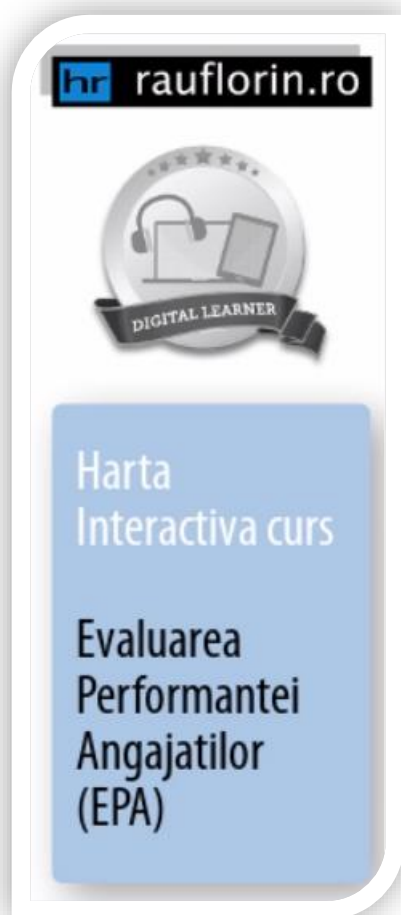 hr rauflorin.ro
DIGITAL LEARNER
Harta
Interactiva curs
Evaluarea
Performantei
Angajatilor
(EPA)